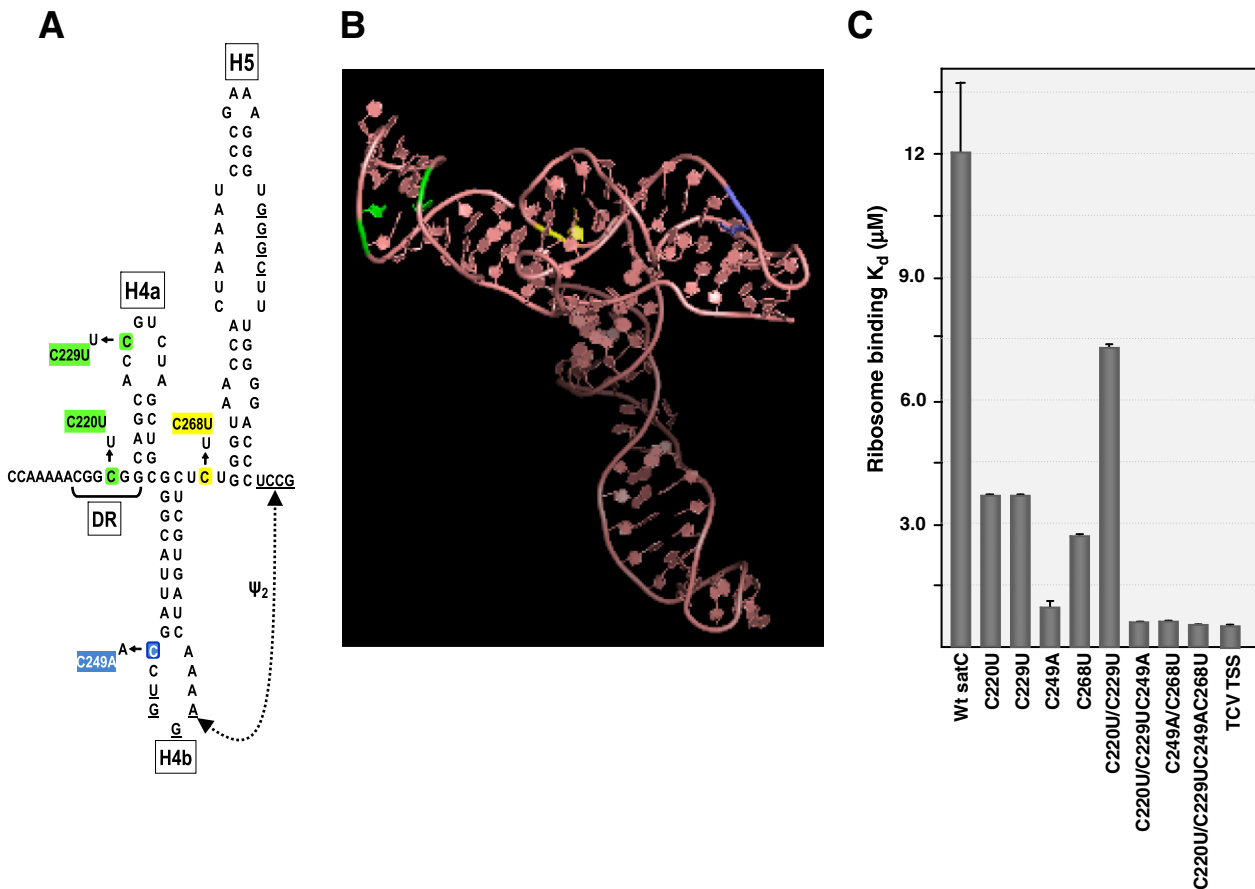 A
B
C
H5
A A
G A
C G
C G
C G
U U
A G
A G
A G
A C
U U
C U
H4a
G U
C229U
U
C C
C U
A A
C G
G C
A U
C G
C220U
U
C268U
U
A U
C G
C G
A G
A G
U A
G C
G C
CCAAAAACGG C GG C G C U C U G C UCCG
DR
G U
G C
C G
A U
U G
U A
A U
G C
C249A
A
C A
C A
U A
G A
G
H4b
Ψ2
Ribosome binding Kd (μM)
12
9.0
6.0
3.0
Wt satC
C220U
C229U
C249A
C268U
C220U/C229U
C220U/C229UC249A
C249A/C268U
C220U/C229UC249AC268U
TCV TSS